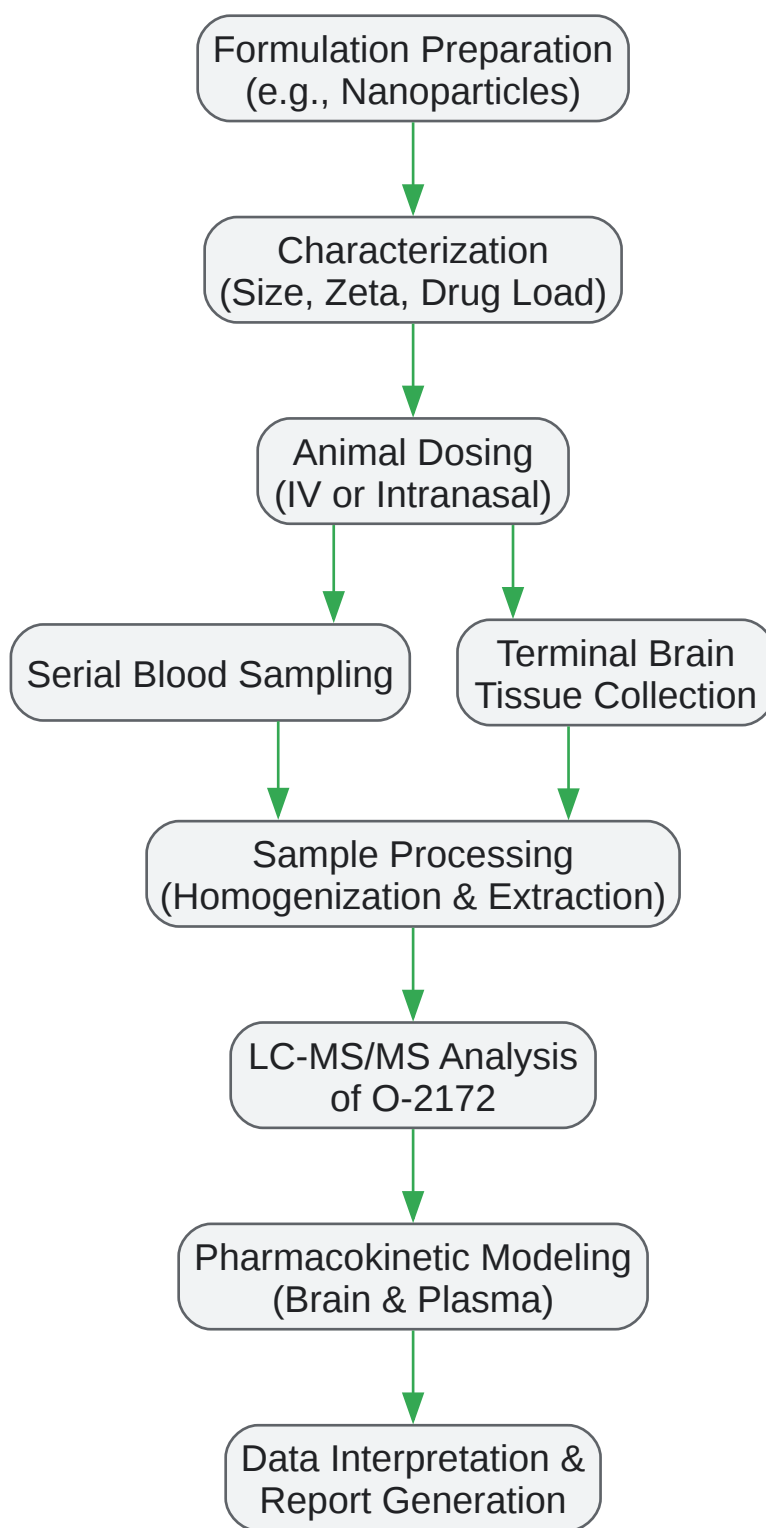 Formulation Preparation
(e.g., Nanoparticles)
Characterization
(Size, Zeta, Drug Load)
Animal Dosing
(IV or Intranasal)
Serial Blood Sampling
Terminal Brain
Tissue Collection
Sample Processing
(Homogenization & Extraction)
LC-MS/MS Analysis
of O-2172
Pharmacokinetic Modeling
(Brain & Plasma)
Data Interpretation &
Report Generation